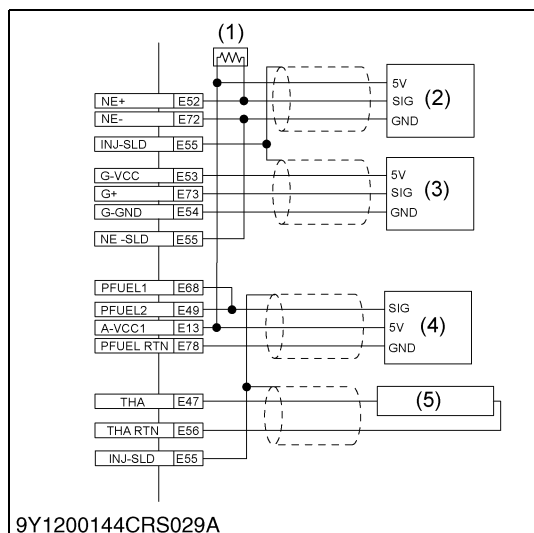 (1)
5V
NE+ E52 SIG (2)
NE- E72 GND
INJ-SLD E55
G-VCC E53 5V
G+ E73 SIG (3)
G-GND E54 GND
NE -SLD E55
PFUEL1 E68
PFUEL2 E49 SIG
A-VCC1 E13 5V (4)
PFUEL RTN E78 GND
THA E47 (5)
THA RTN E56
INJ-SLD E55
9Y1200144CRS029A